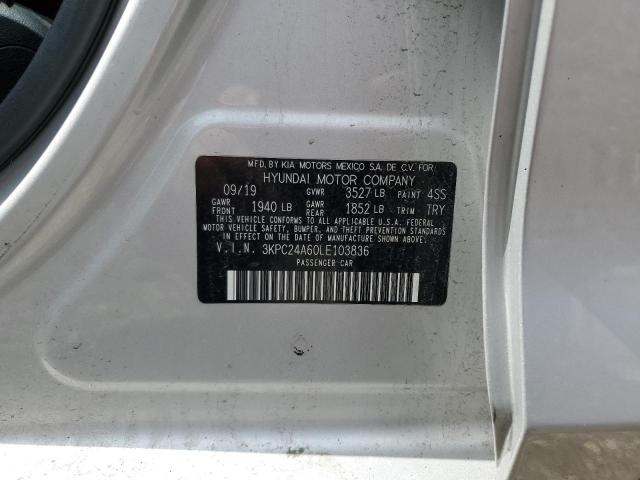 MFD. BY KIA MOTORS MEXICO S.A. DE C.V. FOR
HYUNDAI MOTOR COMPANY
09/19 GVWR 3527 LB PAINT 4SS
GAWR FRONT 1940 LB GAWR REAR 1852 LB TRIM TRY
THIS VEHICLE CONFORMS TO ALL APPLICABLE U.S.A. FEDERAL
MOTOR VEHICLE SAFETY, BUMPER, AND THEFT PREVENTION STANDARDS
IN EFFECT ON THE DATE OF MANUFACTURE SHOWN ABOVE.
V.I.N. 3KPC24A60LE103836
PASSENGER CAR